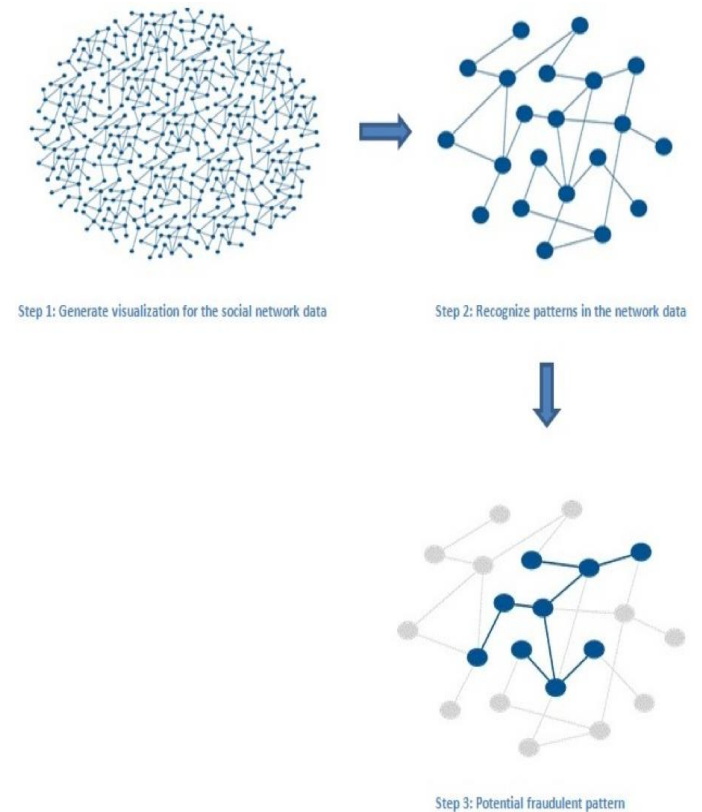 Step 1: Generate visualization for the social network data
Step 2: Recognize patterns in the network data
Step 3: Potential fraudulent pattern